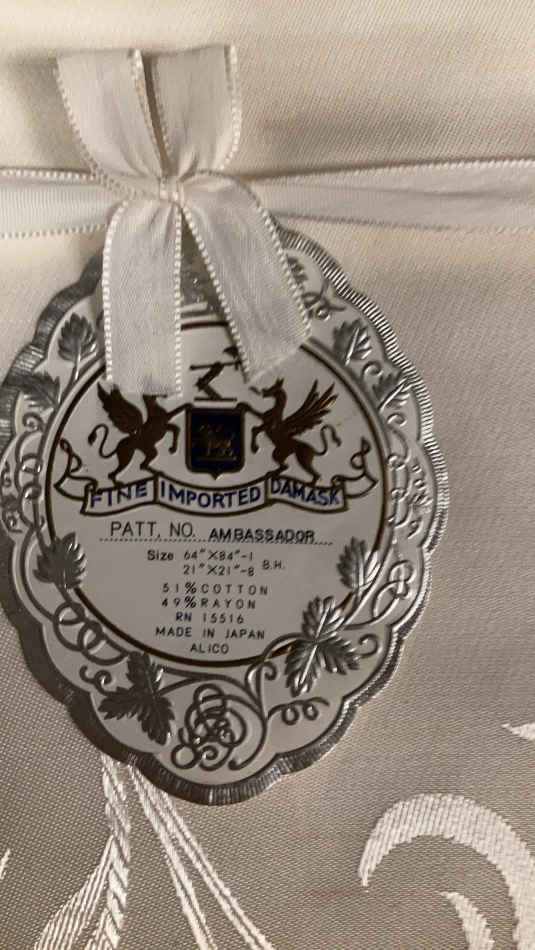 FINE IMPORTED DAMASK
PATT. NO. AMBASSADOR
Size 64"X84"-1
21"X21"-8 B.H.
51% COTTON
49% RAYON
RN 15516
MADE IN JAPAN
ALICO